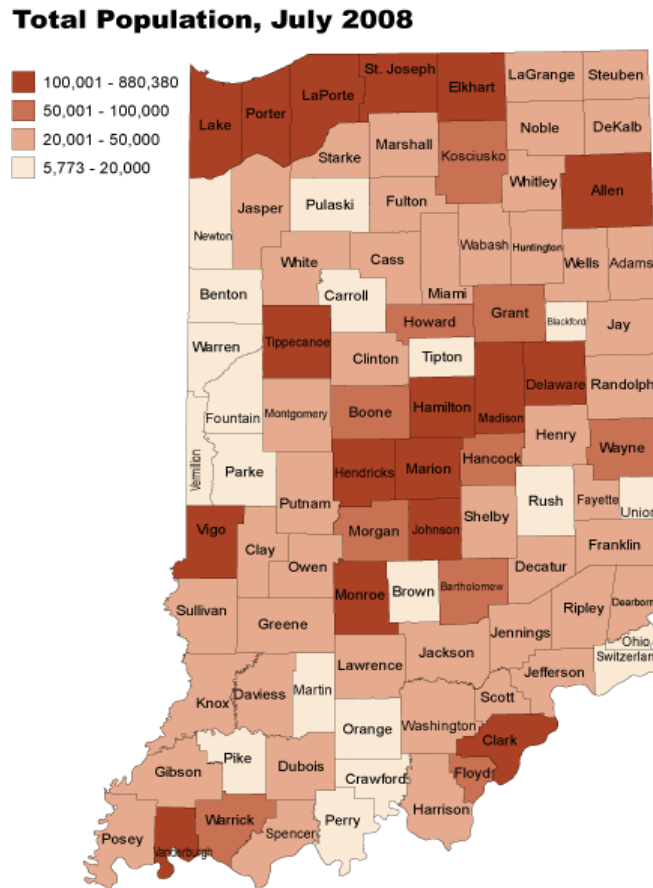 Total Population, July 2008
100,001 - 880,380
50,001 - 100,000
20,001 - 50,000
5,773 - 20,000
St. Joseph
LaPorte
Elkhart
LaGrange
Steuben
Porter
Lake
Noble
DeKalb
Marshall
Starke
Kosciusko
Whitley
Allen
Jasper
Pulaski
Fulton
Newton
Wabash
Huntington
White
Cass
Wells
Adams
Benton
Carroll
Miami
Grant
Howard
Blackford
Jay
Warren
Tippecanoe
Clinton
Tipton
Delaware
Randolph
Fountain
Montgomery
Boone
Hamilton
Madison
Henry
Wayne
Vermillion
Parke
Hendricks
Marion
Hancock
Putnam
Rush
Fayette
Union
Vigo
Morgan
Johnson
Shelby
Franklin
Clay
Owen
Decatur
Monroe
Brown
Bartholomew
Sullivan
Greene
Ripley
Dearborn
Jennings
Ohio
Switzerlan
Jackson
Lawrence
Jefferson
Knox
Daviess
Martin
Scott
Orange
Washington
Clark
Pike
Gibson
Dubois
Crawford
Floyd
Harrison
Warrick
Perry
Posey
Vanderburgh
Spencer